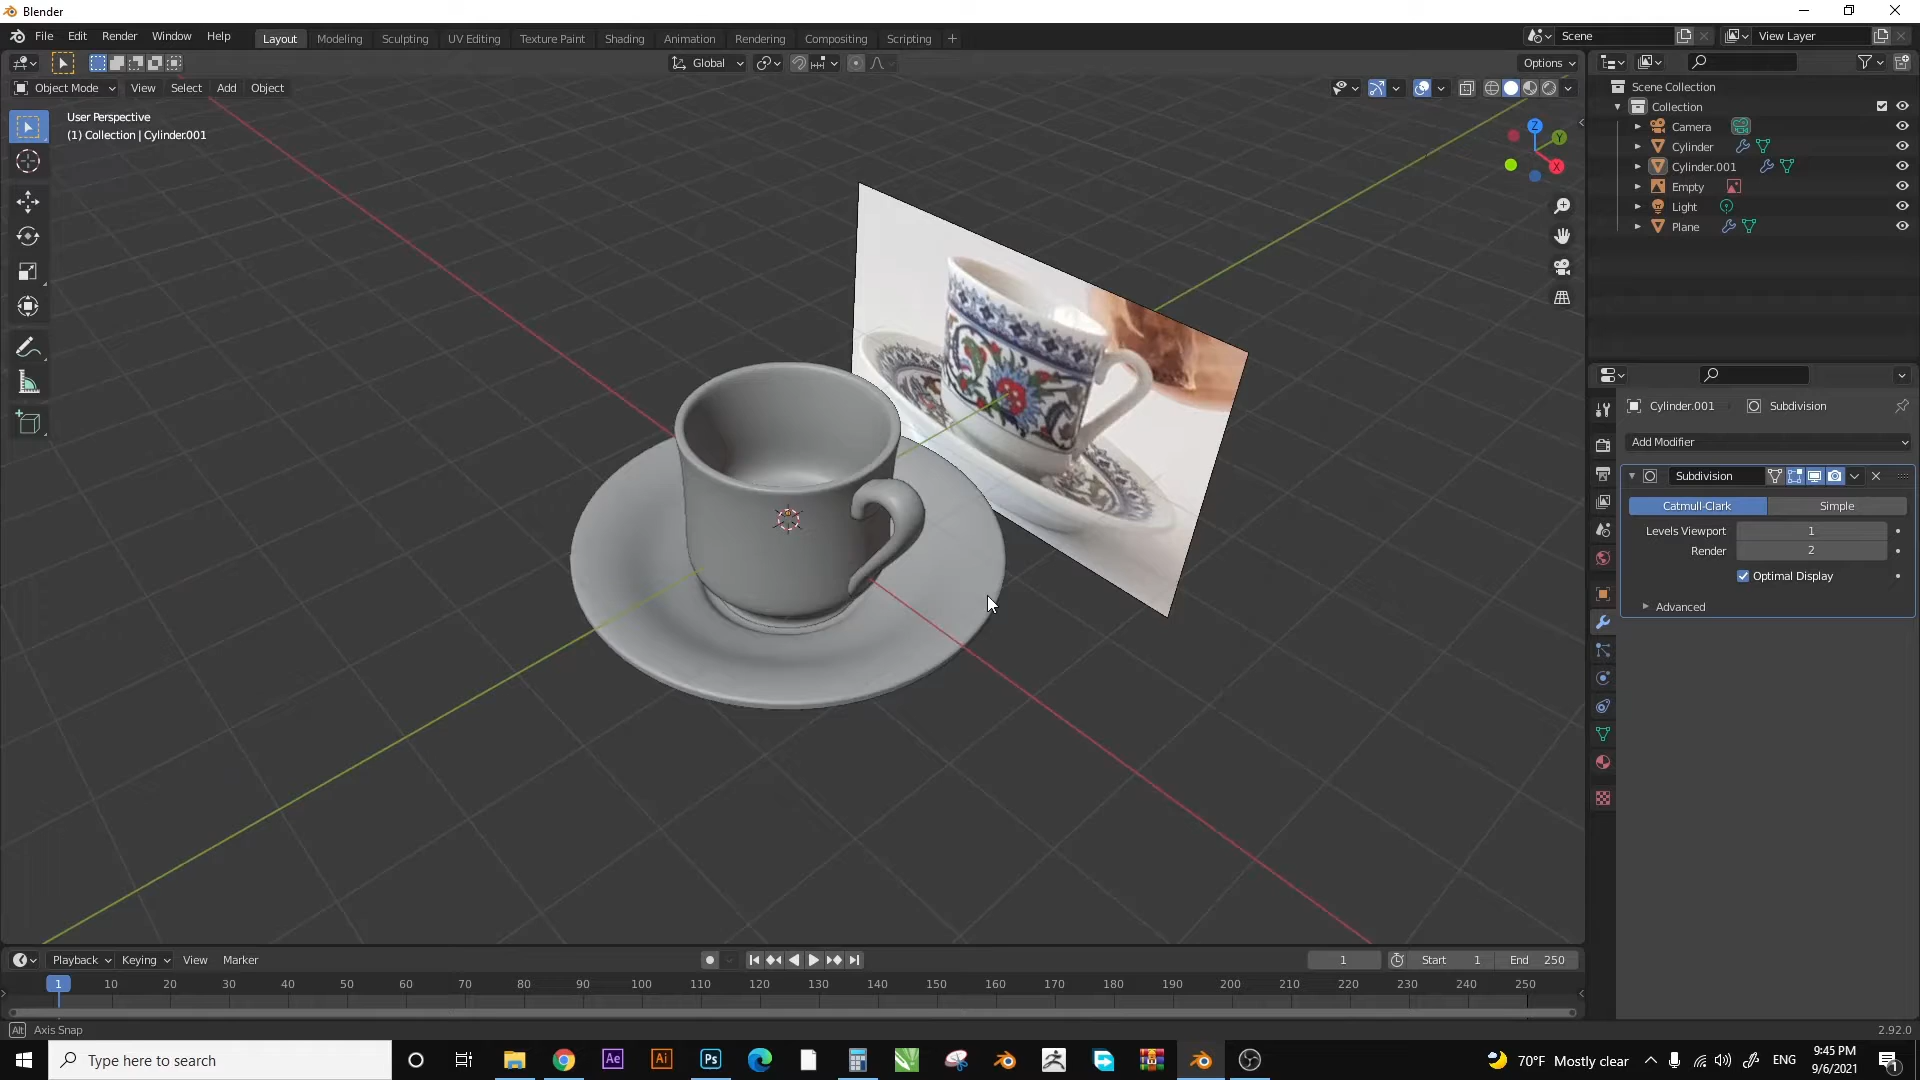 Blender
File Edit Render Window Help
Layout Modeling Sculpting UV Editing Texture Paint Shading Animation Rendering Compositing Scripting +
Scene
View Layer
Global
Options
Object Mode View Select Add Object
User Perspective
(1) Collection | Cylinder.001
Z
Y
X
Scene Collection
Collection
Camera
Cylinder
Cylinder.001
Empty
Light
Plane
Cylinder.001 Subdivision
Add Modifier
Subdivision
Catmull-Clark Simple
Levels Viewport 1
Render 2
Optimal Display
Advanced
Playback Keying View Marker
1 Start 1 End 250
1 10 20 30 40 50 60 70 80 90 100 110 120 130 140 150 160 170 180 190 200 210 220 230 240 250
Alt Axis Snap
2.92.0
Type here to search
Ae Ai Ps
70°F Mostly clear
ENG
9:45 PM
9/6/2021
1